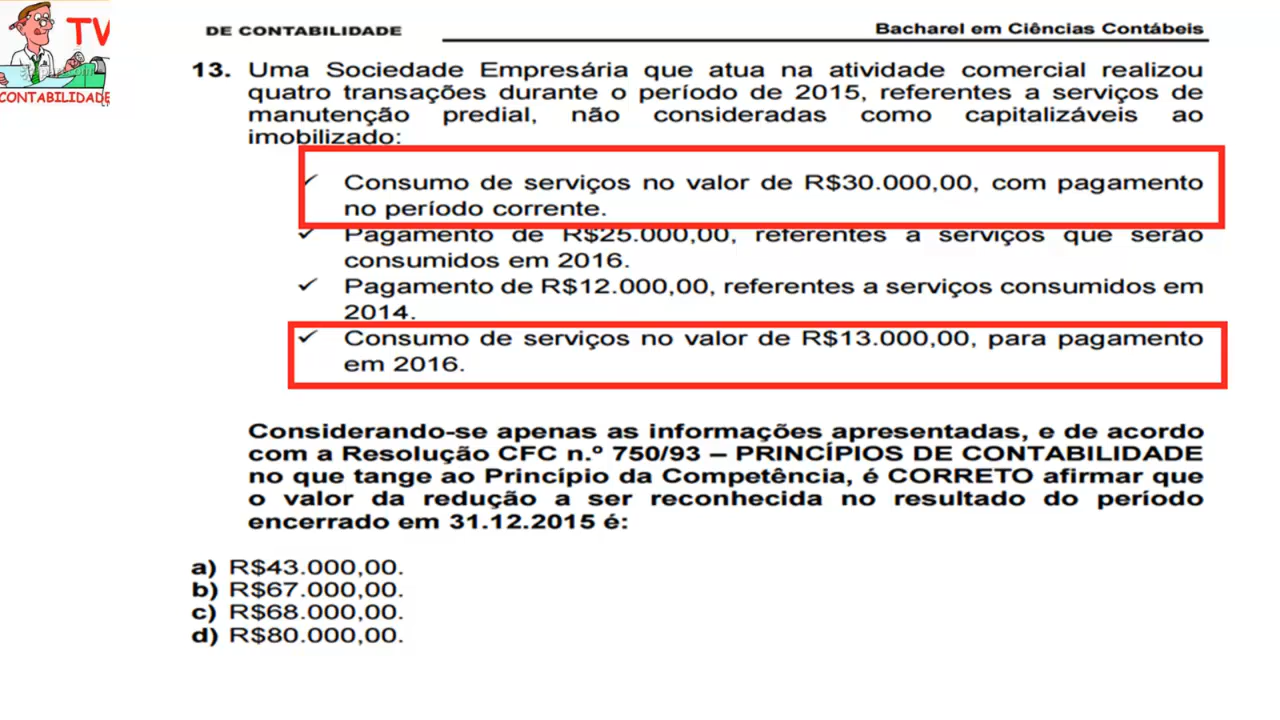 TV
CONTABILIDADE
DE CONTABILIDADE
Bacharel em Ciências Contábeis
13. Uma Sociedade Empresária que atua na atividade comercial realizou
quatro transações durante o período de 2015, referentes a serviços de
manutenção predial, não consideradas como capitalizáveis ao
imobilizado:
✓ Consumo de serviços no valor de R$30.000,00, com pagamento
no período corrente.
✓ Pagamento de R$25.000,00, referentes a serviços que serão
consumidos em 2016.
✓ Pagamento de R$12.000,00, referentes a serviços consumidos em
2014.
✓ Consumo de serviços no valor de R$13.000,00, para pagamento
em 2016.
Considerando-se apenas as informações apresentadas, e de acordo
com a Resolução CFC n.º 750/93 – PRINCÍPIOS DE CONTABILIDADE
no que tange ao Princípio da Competência, é CORRETO afirmar que
o valor da redução a ser reconhecida no resultado do período
encerrado em 31.12.2015 é:
a) R$43.000,00.
b) R$67.000,00.
c) R$68.000,00.
d) R$80.000,00.